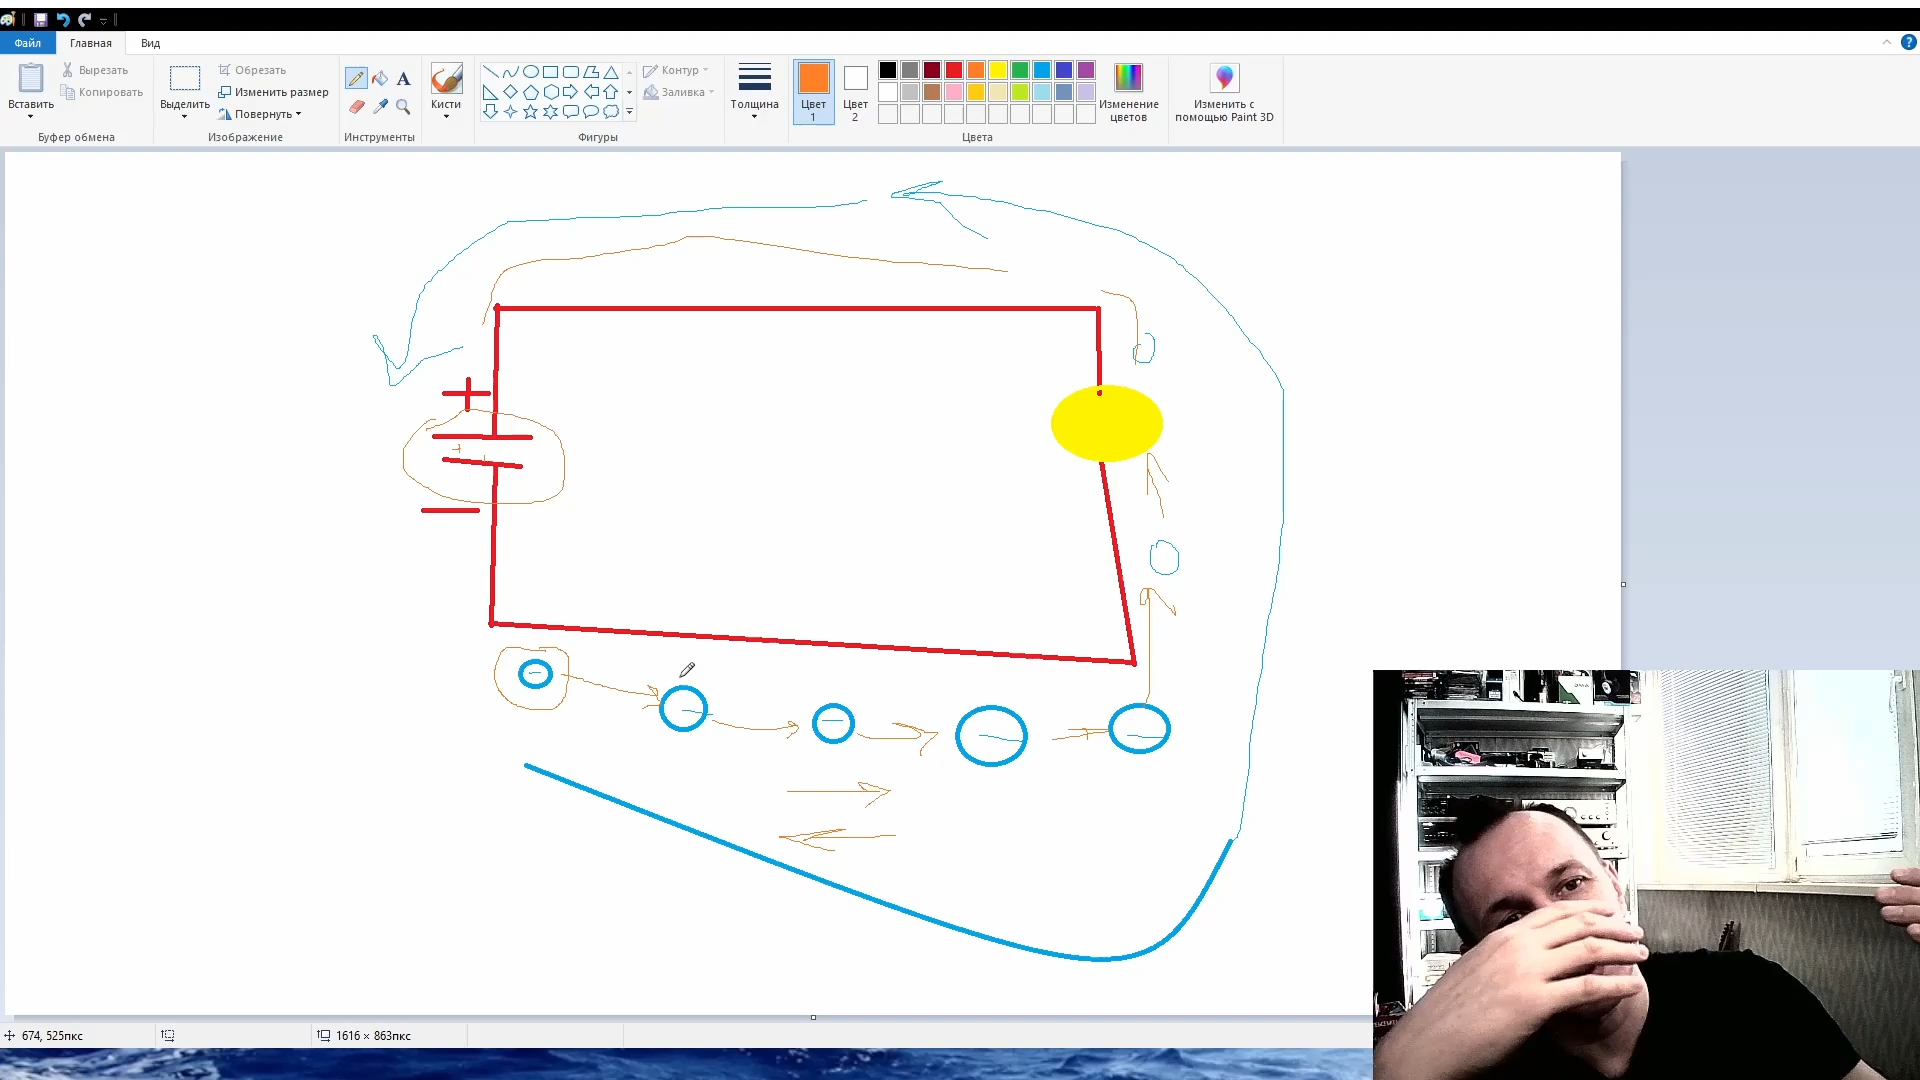 Файл Главная Вид
Вставить
Вырезать
Копировать
Буфер обмена
Выделить
Обрезать
Изменить размер
Повернуть
Изображение
A
Инструменты
Кисти
Фигуры
Контур
Заливка
Толщина
Цвет
1
Цвет
2
Изменение
цветов
Цвета
Изменить с
помощью Paint 3D
?
+
−
674, 525пкс
1616 × 863пкс